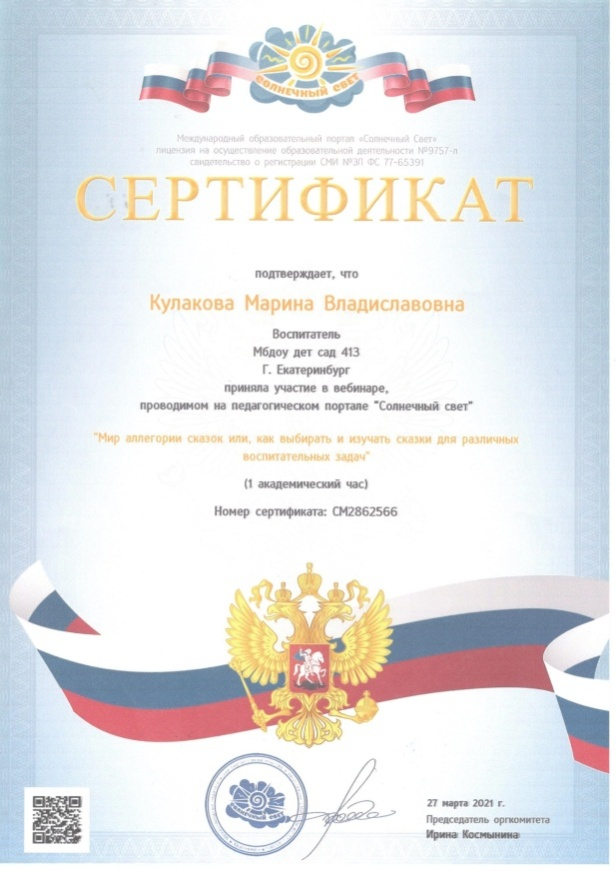 СОЛНЕЧНЫЙ СВЕТ
Международный образовательный портал «Солнечный Свет»
лицензия на осуществление образовательной деятельности №9757-л
свидетельство о регистрации СМИ №ЭЛ ФС 77-65391
СЕРТИФИКАТ
подтверждает, что
Кулакова Марина Владиславовна
Воспитатель
Мбдоу дет сад 413
Г. Екатеринбург
приняла участие в вебинаре,
проводимом на педагогическом портале "Солнечный свет"
"Мир аллегории сказок или, как выбирать и изучать сказки для различных
воспитательных задач"
(1 академический час)
Номер сертификата: СМ2862566
27 марта 2021 г.
Председатель оргкомитета
Ирина Космынина